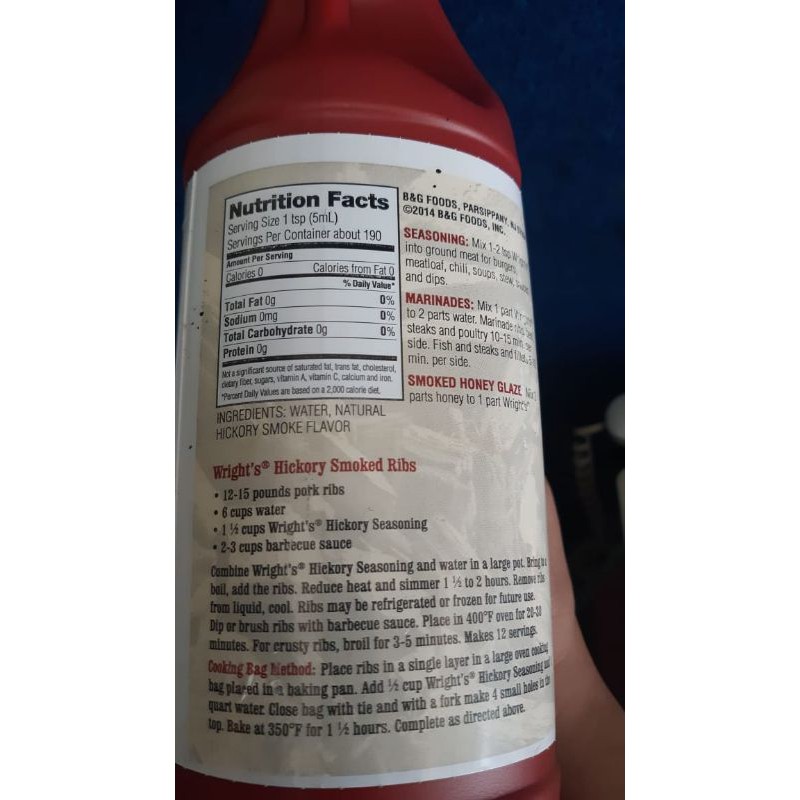 Nutrition Facts
Serving Size 1 tsp (5mL)
Servings Per Container about 190
Amount Per Serving
Calories 0 Calories from Fat 0
% Daily Value*
Total Fat 0g 0%
Sodium 0mg 0%
Total Carbohydrate 0g 0%
Protein 0g
Not a significant source of saturated fat, trans fat, cholesterol,
dietary fiber, sugars, vitamin A, vitamin C, calcium and iron.
*Percent Daily Values are based on a 2,000 calorie diet.
INGREDIENTS: WATER, NATURAL
HICKORY SMOKE FLAVOR
B&G FOODS, PARSIPPANY, NJ
©2014 B&G FOODS, INC.
SEASONING: Mix 1-2 tsp
into ground meat for burgers,
meatloaf, chili, soups, stew,
and dips.
MARINADES: Mix 1 part
to 2 parts water. Marinade
steaks and poultry 10-15 min.
side. Fish and steaks and
min. per side.
SMOKED HONEY GLAZE
parts honey to 1 part Wright's®
Wright's® Hickory Smoked Ribs
• 12-15 pounds pork ribs
• 6 cups water
• 1 ½ cups Wright's® Hickory Seasoning
• 2-3 cups barbecue sauce
Combine Wright's® Hickory Seasoning and water in a large pot. Bring to a
boil, add the ribs. Reduce heat and simmer 1 ½ to 2 hours. Remove ribs
from liquid, cool. Ribs may be refrigerated or frozen for future use.
Dip or brush ribs with barbecue sauce. Place in 400°F oven for 20-30
minutes. For crusty ribs, broil for 3-5 minutes. Makes 12 servings.
Cooking Bag Method: Place ribs in a single layer in a large oven cooking
bag placed in a baking pan. Add ½ cup Wright's® Hickory Seasoning and
quart water. Close bag with tie and with a fork make 4 small holes in the
top. Bake at 350°F for 1 ½ hours. Complete as directed above.